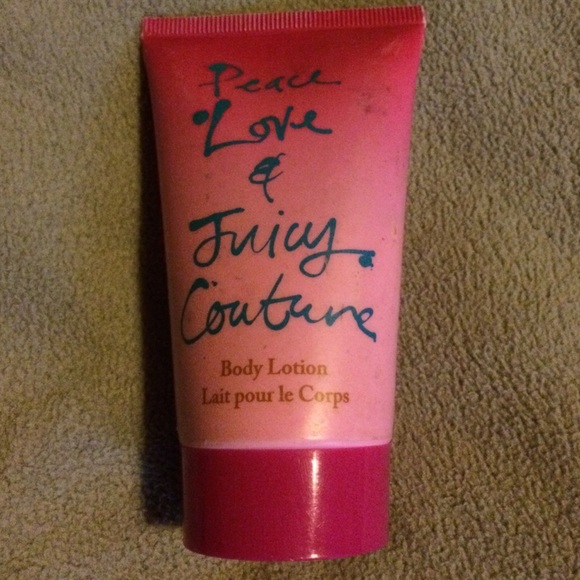 Peace
Love
&
Juicy
Couture
Body Lotion
Lait pour le Corps